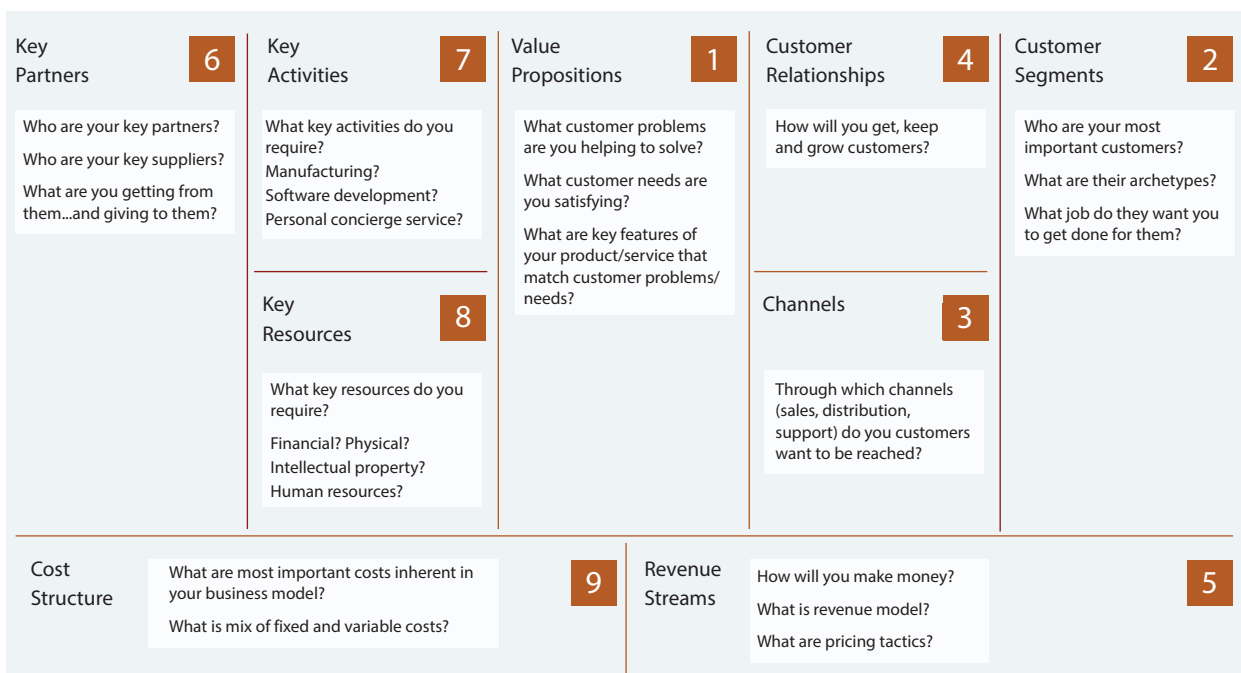 Key
Partners
6
Who are your key partners?
Who are your key suppliers?
What are you getting from
them...and giving to them?
Key
Activities
7
What key activities do you
require?
Manufacturing?
Software development?
Personal concierge service?
Key
Resources
8
What key resources do you
require?
Financial? Physical?
Intellectual property?
Human resources?
Value
Propositions
1
What customer problems
are you helping to solve?
What customer needs are
you satisfying?
What are key features of
your product/service that
match customer problems/
needs?
Customer
Relationships
4
How will you get, keep
and grow customers?
Channels
3
Through which channels
(sales, distribution,
support) do you customers
want to be reached?
Customer
Segments
2
Who are your most
important customers?
What are their archetypes?
What job do they want you
to get done for them?
Cost
Structure
What are most important costs inherent in
your business model?
What is mix of fixed and variable costs?
9
Revenue
Streams
How will you make money?
What is revenue model?
What are pricing tactics?
5